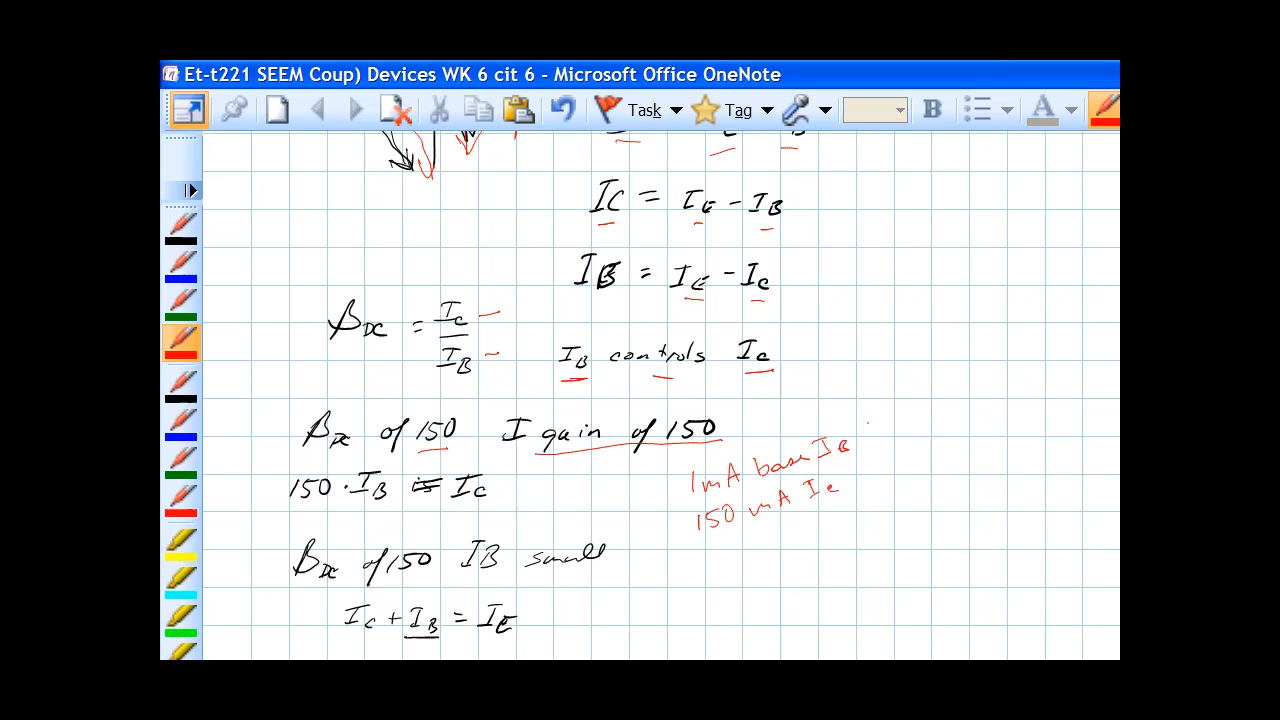 Et-t221 SEEM Coup) Devices WK 6 cit 6 - Microsoft Office OneNote
Task Tag B A
IC = IE - IB
IB = IE - IC
βDC = IC / IB
IB controls IC
βDC of 150 I gain of 150
1mA base IB
150 · IB = IC
150 mA Ic
βDC of 150 IB small
IC + IB = IE